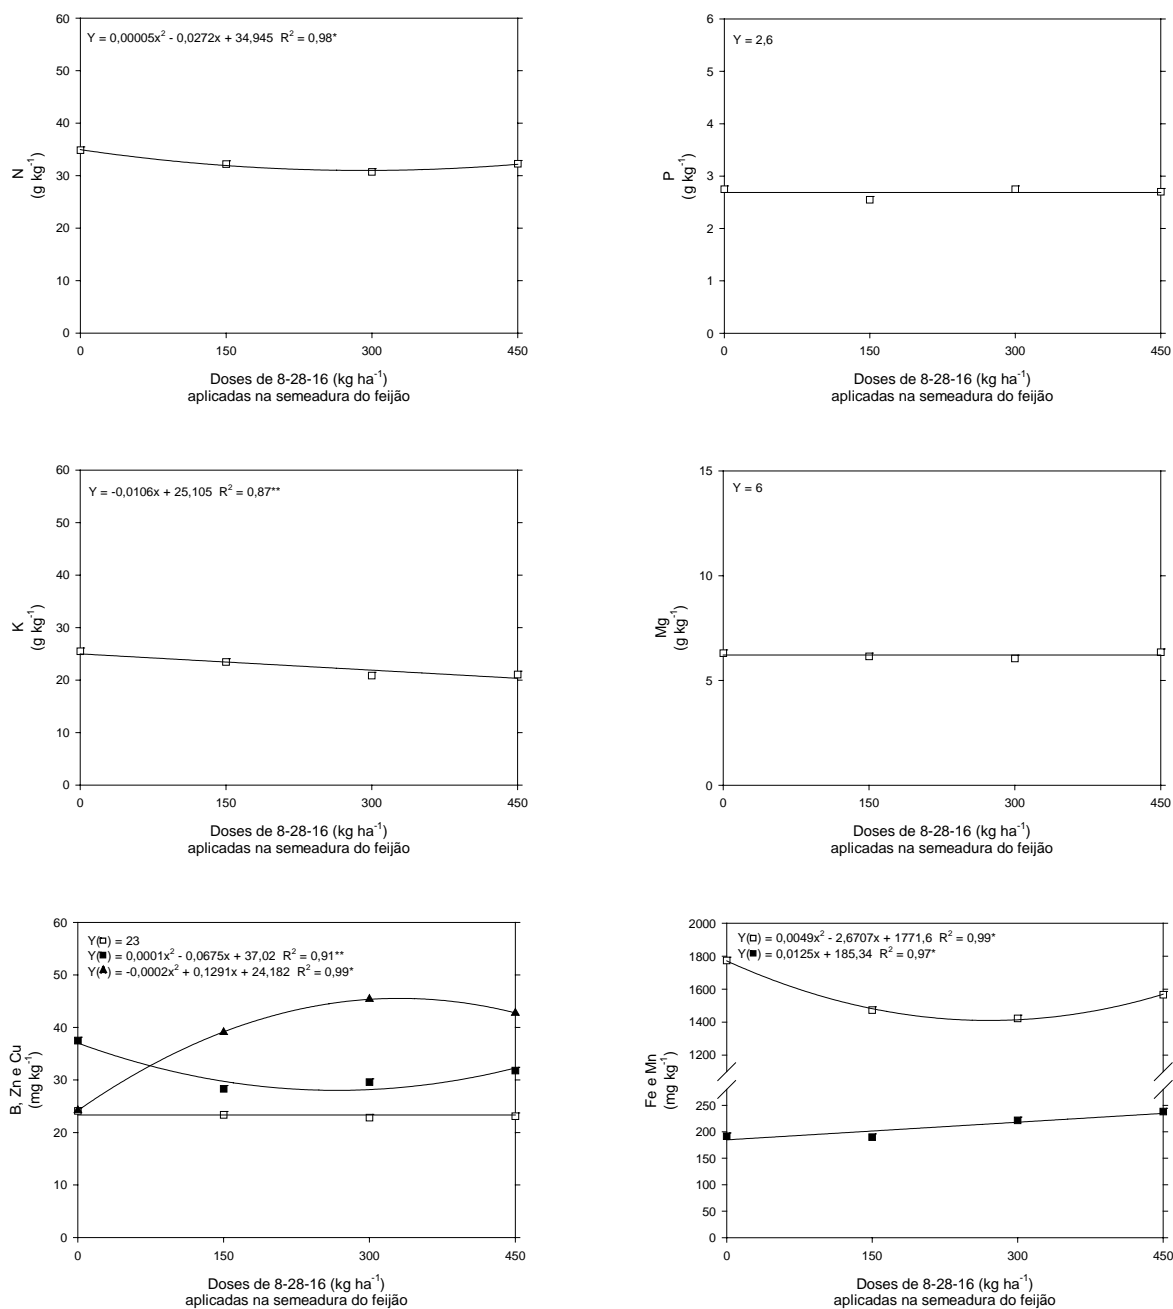 Y = 0,00005x² - 0,0272x + 34,945 R² = 0,98*
60
50
40
30
20
10
0
N
(g kg⁻¹)
0 150 300 450
Doses de 8-28-16 (kg ha⁻¹)
aplicadas na semeadura do feijão
Y = 2,6
6
5
4
3
2
1
0
P
(g kg⁻¹)
0 150 300 450
Doses de 8-28-16 (kg ha⁻¹)
aplicadas na semeadura do feijão
Y = -0,0106x + 25,105 R² = 0,87**
60
50
40
30
20
10
0
K
(g kg⁻¹)
0 150 300 450
Doses de 8-28-16 (kg ha⁻¹)
aplicadas na semeadura do feijão
Y = 6
15
10
5
0
Mg
(g kg⁻¹)
0 150 300 450
Doses de 8-28-16 (kg ha⁻¹)
aplicadas na semeadura do feijão
Y(□) = 23
Y(■) = 0,0001x² - 0,0675x + 37,02 R² = 0,91**
Y(▲) = -0,0002x² + 0,1291x + 24,182 R² = 0,99*
60
50
40
30
20
10
0
B, Zn e Cu
(mg kg⁻¹)
0 150 300 450
Doses de 8-28-16 (kg ha⁻¹)
aplicadas na semeadura do feijão
Y(□) = 0,0049x² - 2,6707x + 1771,6 R² = 0,99*
Y(■) = 0,0125x + 185,34 R² = 0,97*
2000
1800
1600
1400
1200
250
200
150
100
50
0
Fe e Mn
(mg kg⁻¹)
0 150 300 450
Doses de 8-28-16 (kg ha⁻¹)
aplicadas na semeadura do feijão